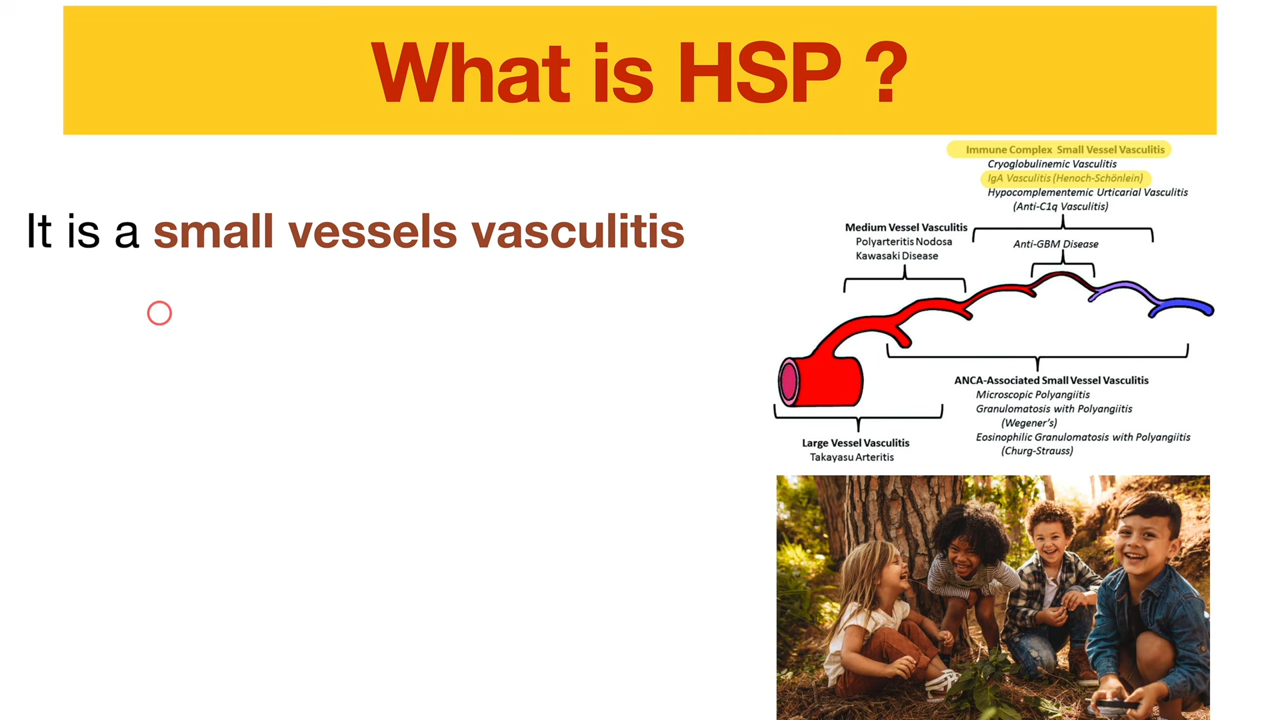 What is HSP ?
It is a small vessels vasculitis
Immune Complex Small Vessel Vasculitis
Cryoglobulinemic Vasculitis
IgA Vasculitis (Henoch-Schönlein)
Hypocomplementemic Urticarial Vasculitis
(Anti-C1q Vasculitis)
Medium Vessel Vasculitis
Polyarteritis Nodosa
Kawasaki Disease
Anti-GBM Disease
ANCA-Associated Small Vessel Vasculitis
Microscopic Polyangiitis
Granulomatosis with Polyangiitis
(Wegener's)
Eosinophilic Granulomatosis with Polyangiitis
(Churg-Strauss)
Large Vessel Vasculitis
Takayasu Arteritis